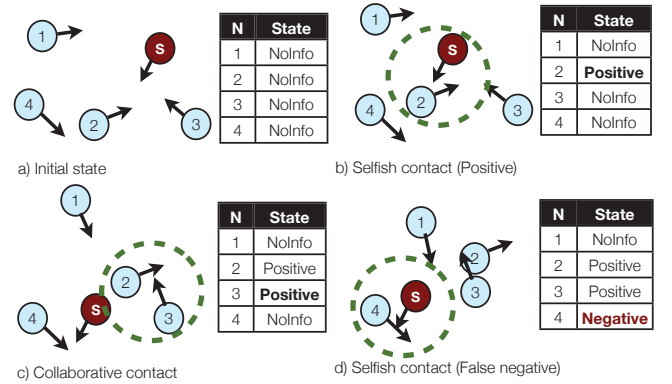 1
S
4
2
3
N State
1 NoInfo
2 NoInfo
3 NoInfo
4 NoInfo
a) Initial state
1
S
4
2
3
N State
1 NoInfo
2 Positive
3 NoInfo
4 NoInfo
b) Selfish contact (Positive)
1
2
S
4
3
N State
1 NoInfo
2 Positive
3 Positive
4 NoInfo
c) Collaborative contact
1
2
S
3
4
N State
1 NoInfo
2 Positive
3 Positive
4 Negative
d) Selfish contact (False negative)